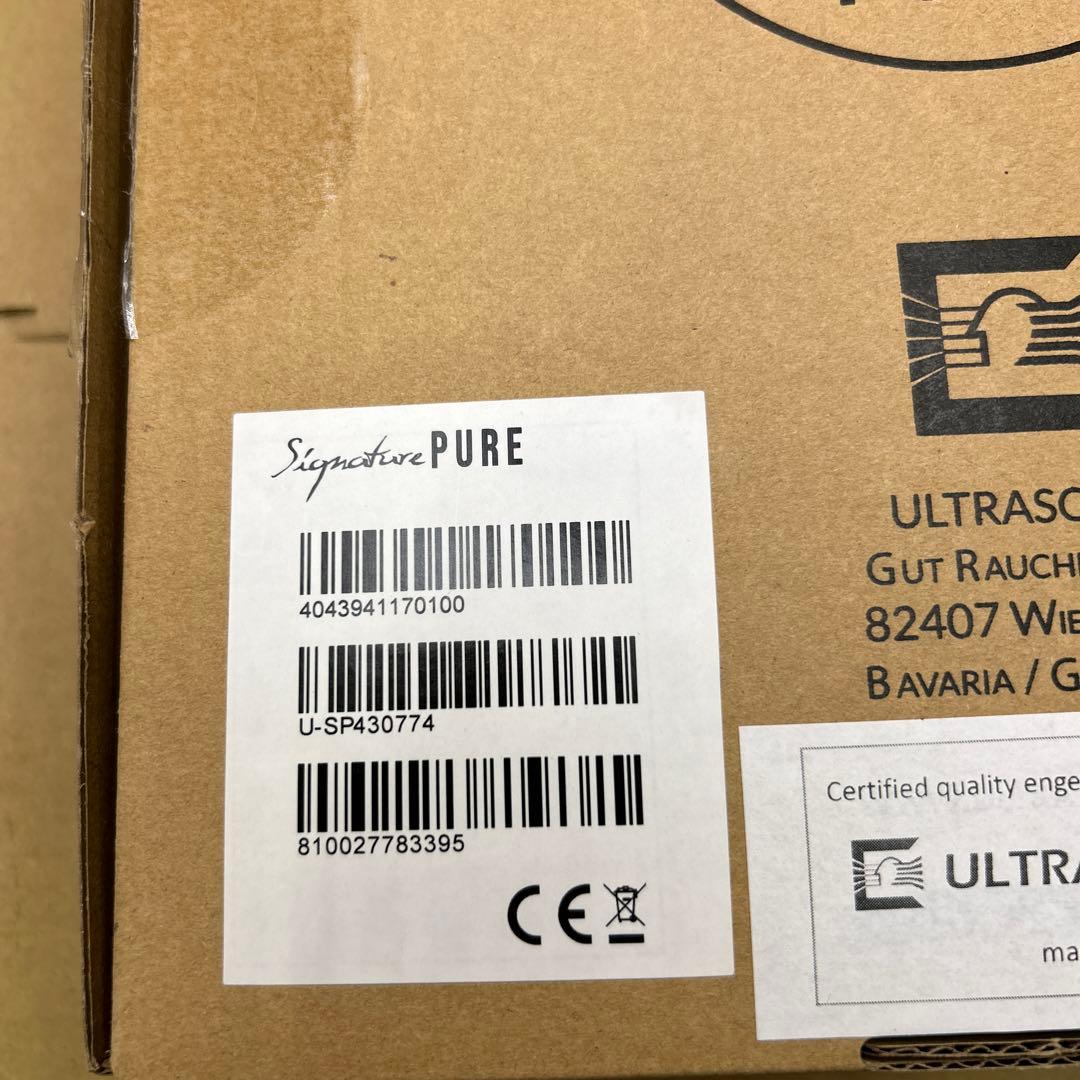 Signature PURE
4043941170100
U-SP430774
810027783395
CE
ULTRASO
GUT RAUCH
82407 WIE
BAVARIA / G
Certified quality enge
ULTRA
ma